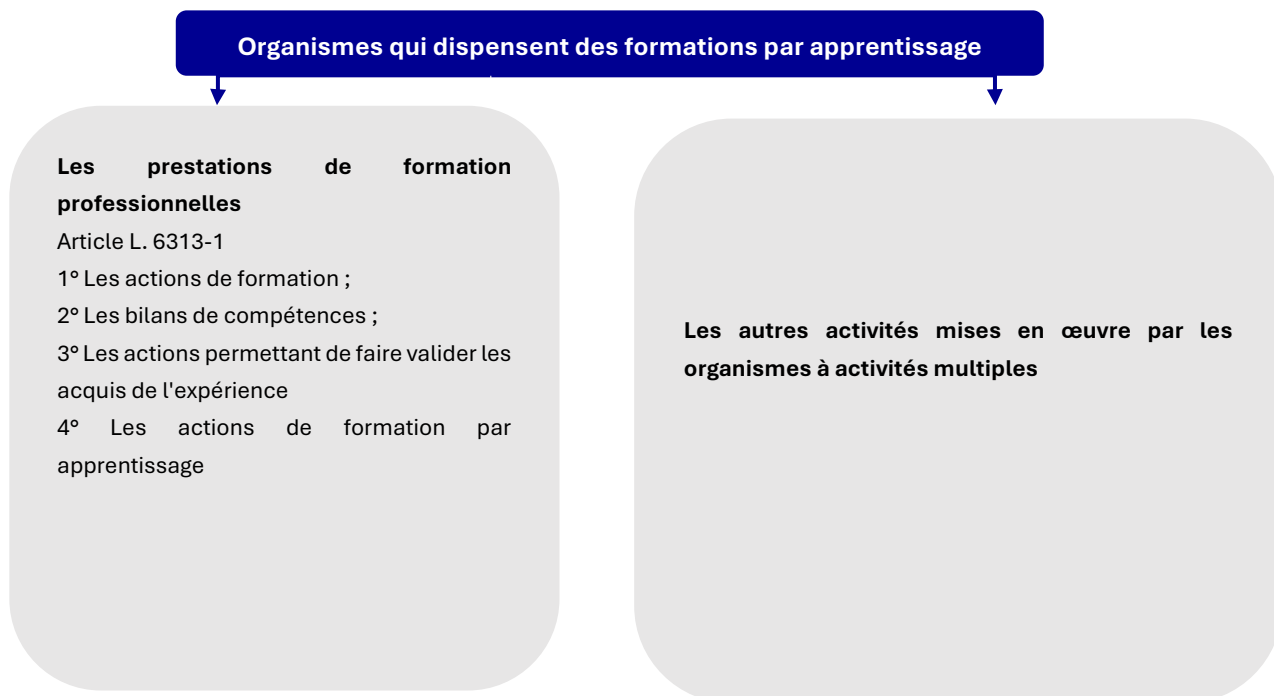 Organismes qui dispensent des formations par apprentissage
Les prestations de formation
professionnelles
Article L. 6313-1
1° Les actions de formation ;
2° Les bilans de compétences ;
3° Les actions permettant de faire valider les
acquis de l'expérience
4° Les actions de formation par
apprentissage
Les autres activités mises en œuvre par les
organismes à activités multiples